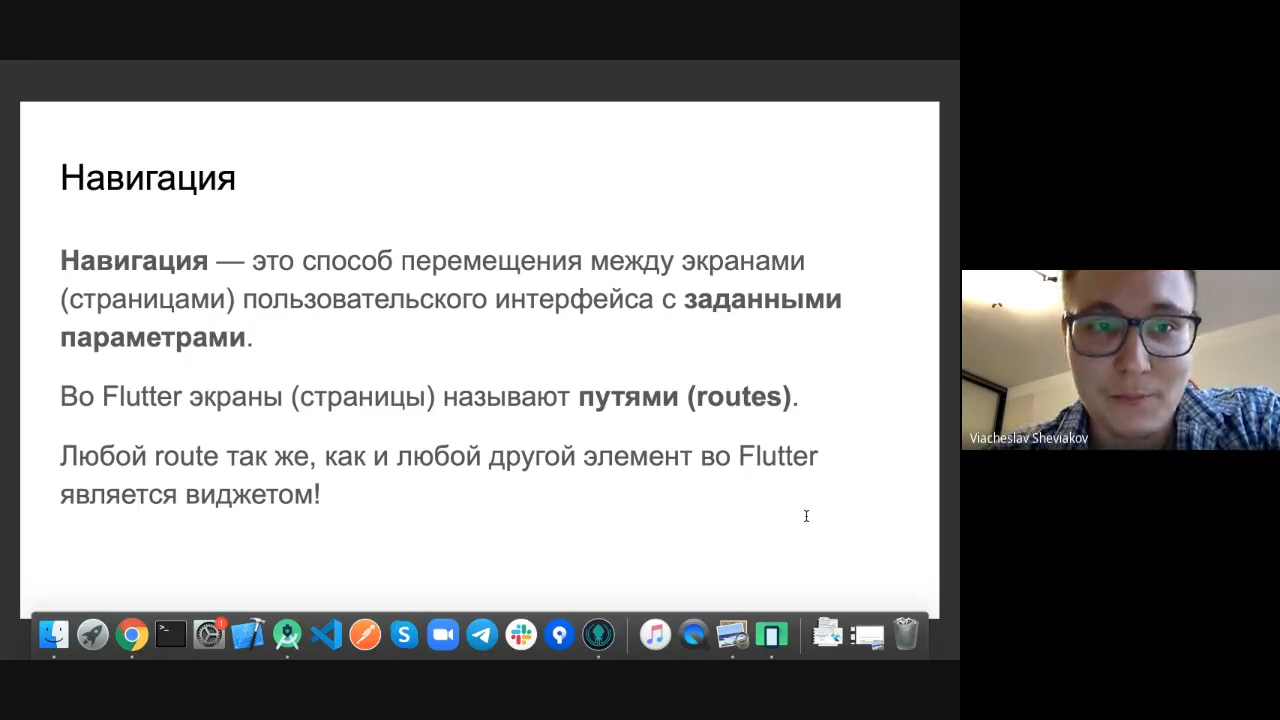 Навигация
Навигация — это способ перемещения между экранами
(страницами) пользовательского интерфейса с заданными
параметрами.
Во Flutter экраны (страницы) называют путями (routes).
Любой route так же, как и любой другой элемент во Flutter
является виджетом!
Viacheslav Sheviakov
1